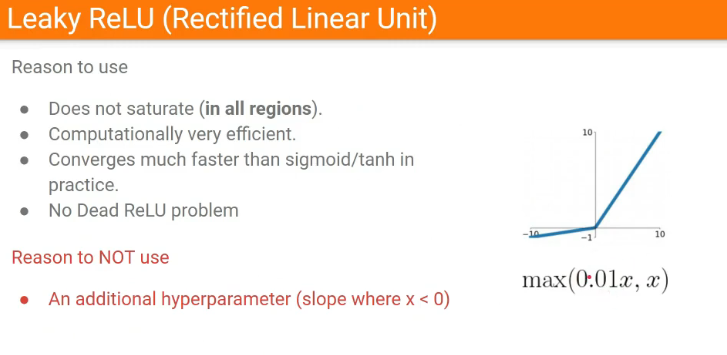 Leaky ReLU (Rectified Linear Unit)
Reason to use
● Does not saturate (in all regions).
● Computationally very efficient.
● Converges much faster than sigmoid/tanh in
practice.
● No Dead ReLU problem
Reason to NOT use
● An additional hyperparameter (slope where x < 0)
10
-10
-1
10
max(0.01x, x)